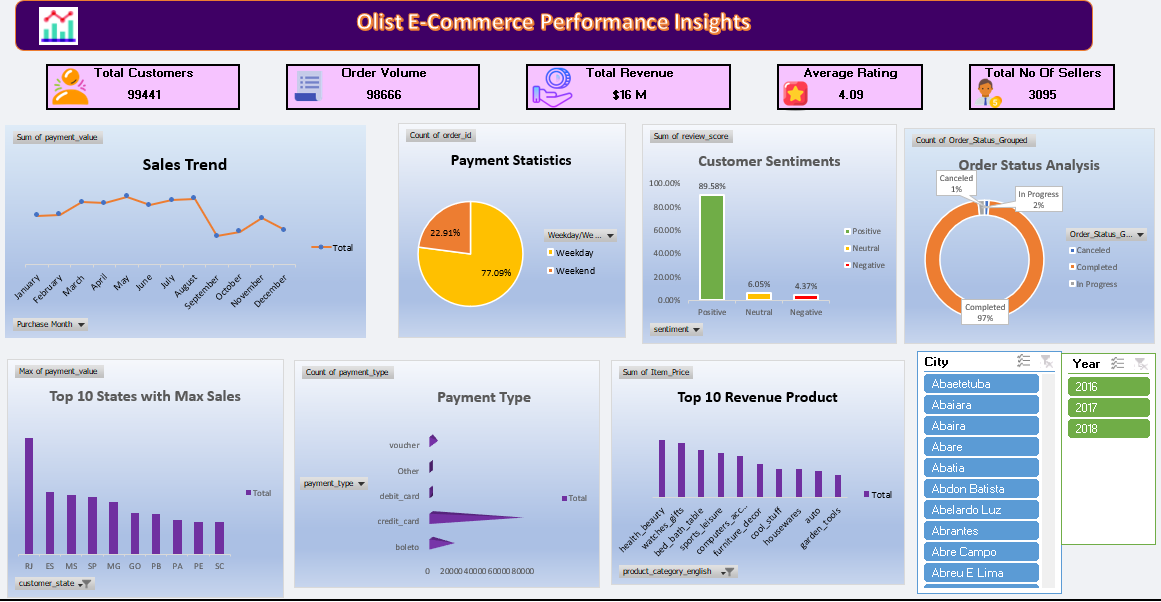 Olist E-Commerce Performance Insights
Total Customers
99441
Order Volume
98666
Total Revenue
$16 M
Average Rating
4.09
Total No Of Sellers
3095
Sum of payment_value
Sales Trend
Total
January
February
March
April
May
June
July
August
September
October
November
December
Purchase Month
Count of order_id
Payment Statistics
22.91%
77.09%
Weekday/We ...
Weekday
Weekend
Sum of review_score
Customer Sentiments
100.00%
80.00%
60.00%
40.00%
20.00%
0.00%
89.58%
6.05%
4.37%
Positive
Neutral
Negative
Positive
Neutral
Negative
sentiment
Count of Order_Status_Grouped
Order Status Analysis
Canceled
1%
In Progress
2%
Completed
97%
Order_Status_G...
Canceled
Completed
In Progress
Max of payment_value
Top 10 States with Max Sales
Total
RJ
ES
MS
SP
MG
GO
PB
PA
PE
SC
customer_state
Count of payment_type
Payment Type
voucher
Other
debit_card
credit_card
boleto
payment_type
Total
0
20000
40000
60000
80000
Sum of Item_Price
Top 10 Revenue Product
Total
health_beauty
watches_gifts
bed_bath_table
sports_leisure
computers_acc...
furniture_decor
cool_stuff
housewares
auto
garden_tools
product_category_english
City
Abaetetuba
Abaiara
Abaira
Abare
Abatia
Abdon Batista
Abelardo Luz
Abrantes
Abre Campo
Abreu E Lima
Year
2016
2017
2018